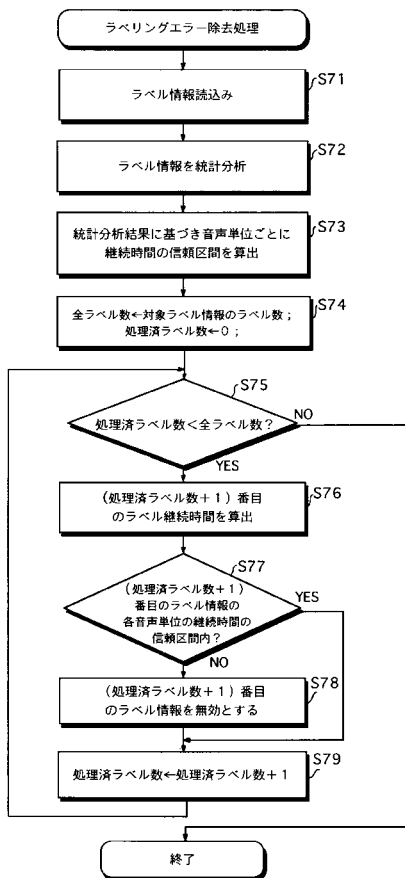 ラベリングエラー除去処理
S71
ラベル情報読込み
S72
ラベル情報を統計分析
S73
統計分析結果に基づき音声単位ごとに
継続時間の信頼区間を算出
S74
全ラベル数←対象ラベル情報のラベル数；
処理済ラベル数←0；
S75
処理済ラベル数＜全ラベル数？
NO
YES
S76
（処理済ラベル数＋1）番目
のラベル継続時間を算出
S77
（処理済ラベル数＋1）
番目のラベル情報の
各音声単位の継続時間の
信頼区間内？
YES
NO
S78
（処理済ラベル数＋1）番目
のラベル情報を無効とする
S79
処理済ラベル数←処理済ラベル数＋1
終了